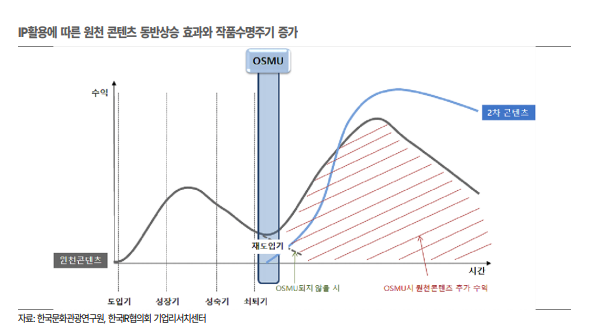 IP활용에 따른 원천 콘텐츠 동반상승 효과와 작품수명주기 증가
OSMU
수익
2차 콘텐츠
재도입기
원천콘텐츠
시간
OSMU되지 않을 시
OSMU시 원천콘텐츠 추가 수익
도입기
성장기
성숙기
쇠퇴기
자료: 한국문화관광연구원, 한국IR협의회 기업리서치센터